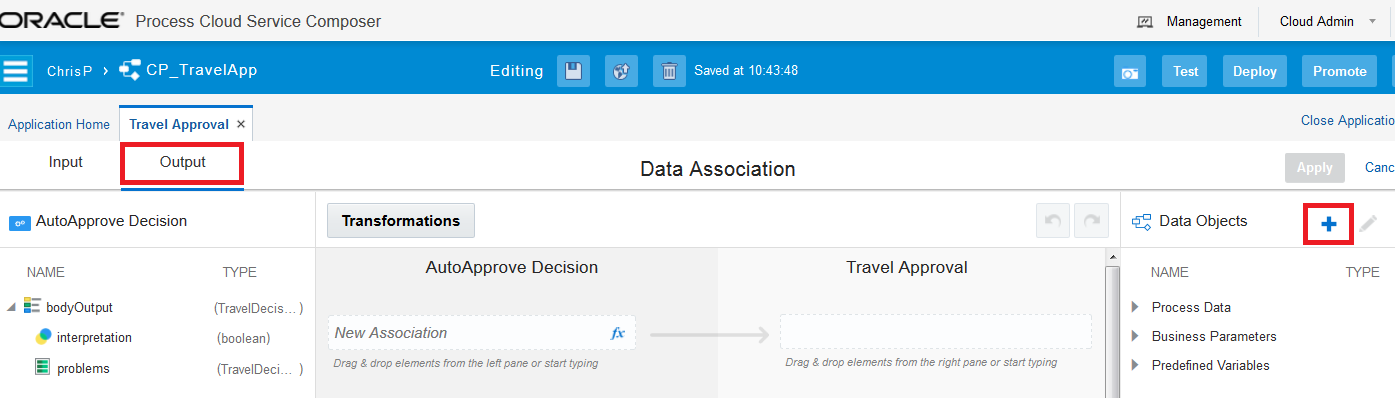 ORACLE® Process Cloud Service Composer Management Cloud Admin
ChrisP › CP_TravelApp Editing Saved at 10:43:48 Test Deploy Promote
Application Home Travel Approval × Close Applicatio
Input Output Data Association Apply Canc
AutoApprove Decision Transformations Data Objects
NAME TYPE AutoApprove Decision Travel Approval NAME TYPE
bodyOutput (TravelDecis... ) Process Data
interpretation (boolean) New Association fx Business Parameters
problems (TravelDeci... ) Drag & drop elements from the left pane or start typing Drag & drop elements from the right pane or start typing Predefined Variables